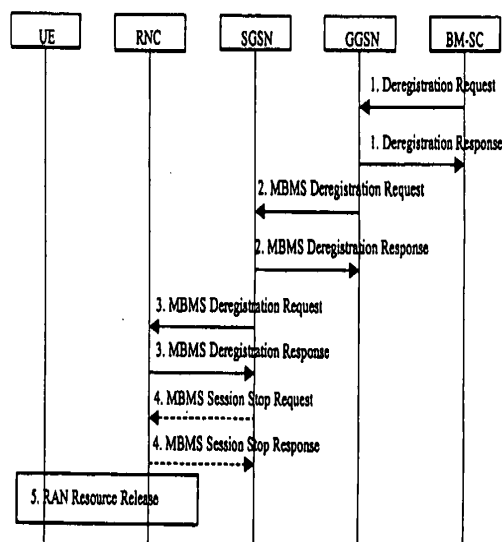 UE RNC SGSN GGSN BM-SC
1. Deregistration Request
1. Deregistration Response
2. MBMS Deregistration Request
2. MBMS Deregistration Response
3. MBMS Deregistration Request
3. MBMS Deregistration Response
4. MBMS Session Stop Request
4. MBMS Session Stop Response
5. RAN Resource Release